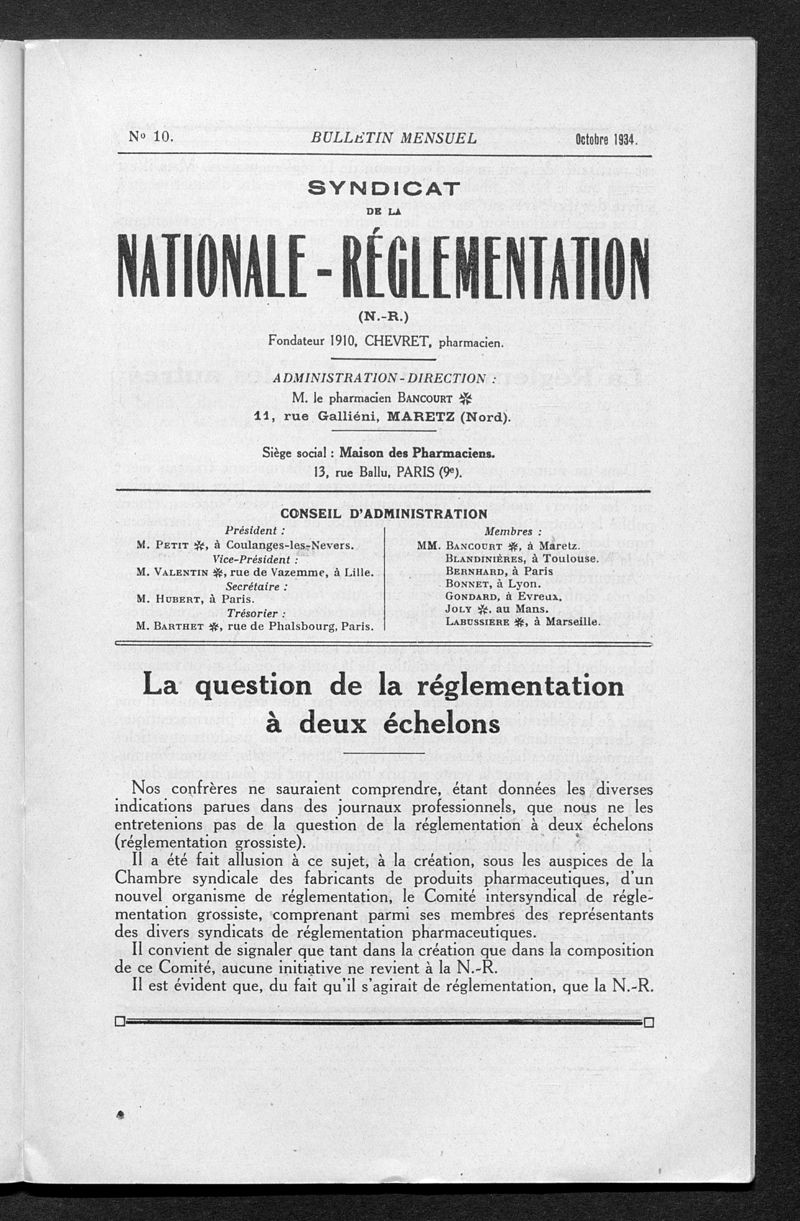 Nº 10.
BULLETIN MENSUEL
Octobre 1934.
SYNDICAT
DE LA
NATIONALE-RÉGLEMENTATION
(N.-R.)
Fondateur 1910, CHEVRET, pharmacien.
ADMINISTRATION-DIRECTION :
M. le pharmacien BANCOURT ✻
11, rue Galliéni, MARETZ (Nord).
Siège social : Maison des Pharmaciens.
13, rue Ballu, PARIS (9e).
CONSEIL D'ADMINISTRATION
Président :
M. PETIT ✻, à Coulanges-les-Nevers.
Vice-Président :
M. VALENTIN ✻, rue de Vazemme, à Lille.
Secrétaire :
M. HUBERT, à Paris.
Trésorier :
M. BARTHET ✻, rue de Phalsbourg, Paris.
Membres :
MM. BANCOURT ✻, à Maretz.
BLANDINIÈRES, à Toulouse.
BERNHARD, à Paris
BONNET, à Lyon.
GONDARD, à Evreux.
JOLY ✻, au Mans.
LABUSSIERE ✻, à Marseille.
La question de la réglementation
à deux échelons
Nos confrères ne sauraient comprendre, étant données les diverses
indications parues dans des journaux professionnels, que nous ne les
entretenions pas de la question de la réglementation à deux échelons
(réglementation grossiste).
Il a été fait allusion à ce sujet, à la création, sous les auspices de la
Chambre syndicale des fabricants de produits pharmaceutiques, d'un
nouvel organisme de réglementation, le Comité intersyndical de régle-
mentation grossiste, comprenant parmi ses membres des représentants
des divers syndicats de réglementation pharmaceutiques.
Il convient de signaler que tant dans la création que dans la composition
de ce Comité, aucune initiative ne revient à la N.-R.
Il est évident que, du fait qu'il s'agirait de réglementation, que la N.-R.